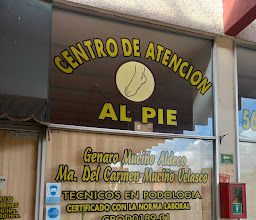 CENTRO DE ATENCION
AL PIE
Genaro Muciño Aldeco
Ma. Del Carmen Muciño Velasco
TECNICOS EN PODOLOGIA
CERTIFICADO CON LA NORMA LABORAL